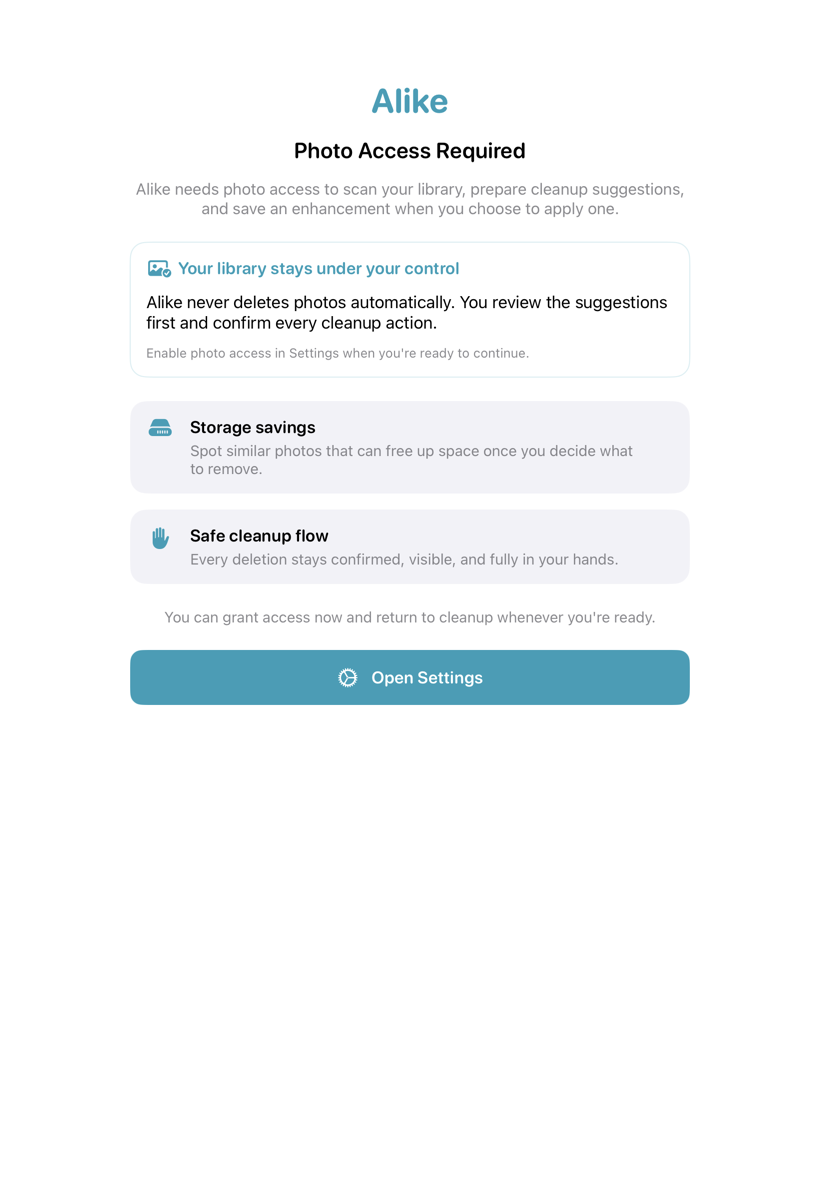 Alike
Photo Access Required
Alike needs photo access to scan your library, prepare cleanup suggestions,
and save an enhancement when you choose to apply one.
Your library stays under your control
Alike never deletes photos automatically. You review the suggestions
first and confirm every cleanup action.
Enable photo access in Settings when you're ready to continue.
Storage savings
Spot similar photos that can free up space once you decide what
to remove.
Safe cleanup flow
Every deletion stays confirmed, visible, and fully in your hands.
You can grant access now and return to cleanup whenever you're ready.
Open Settings